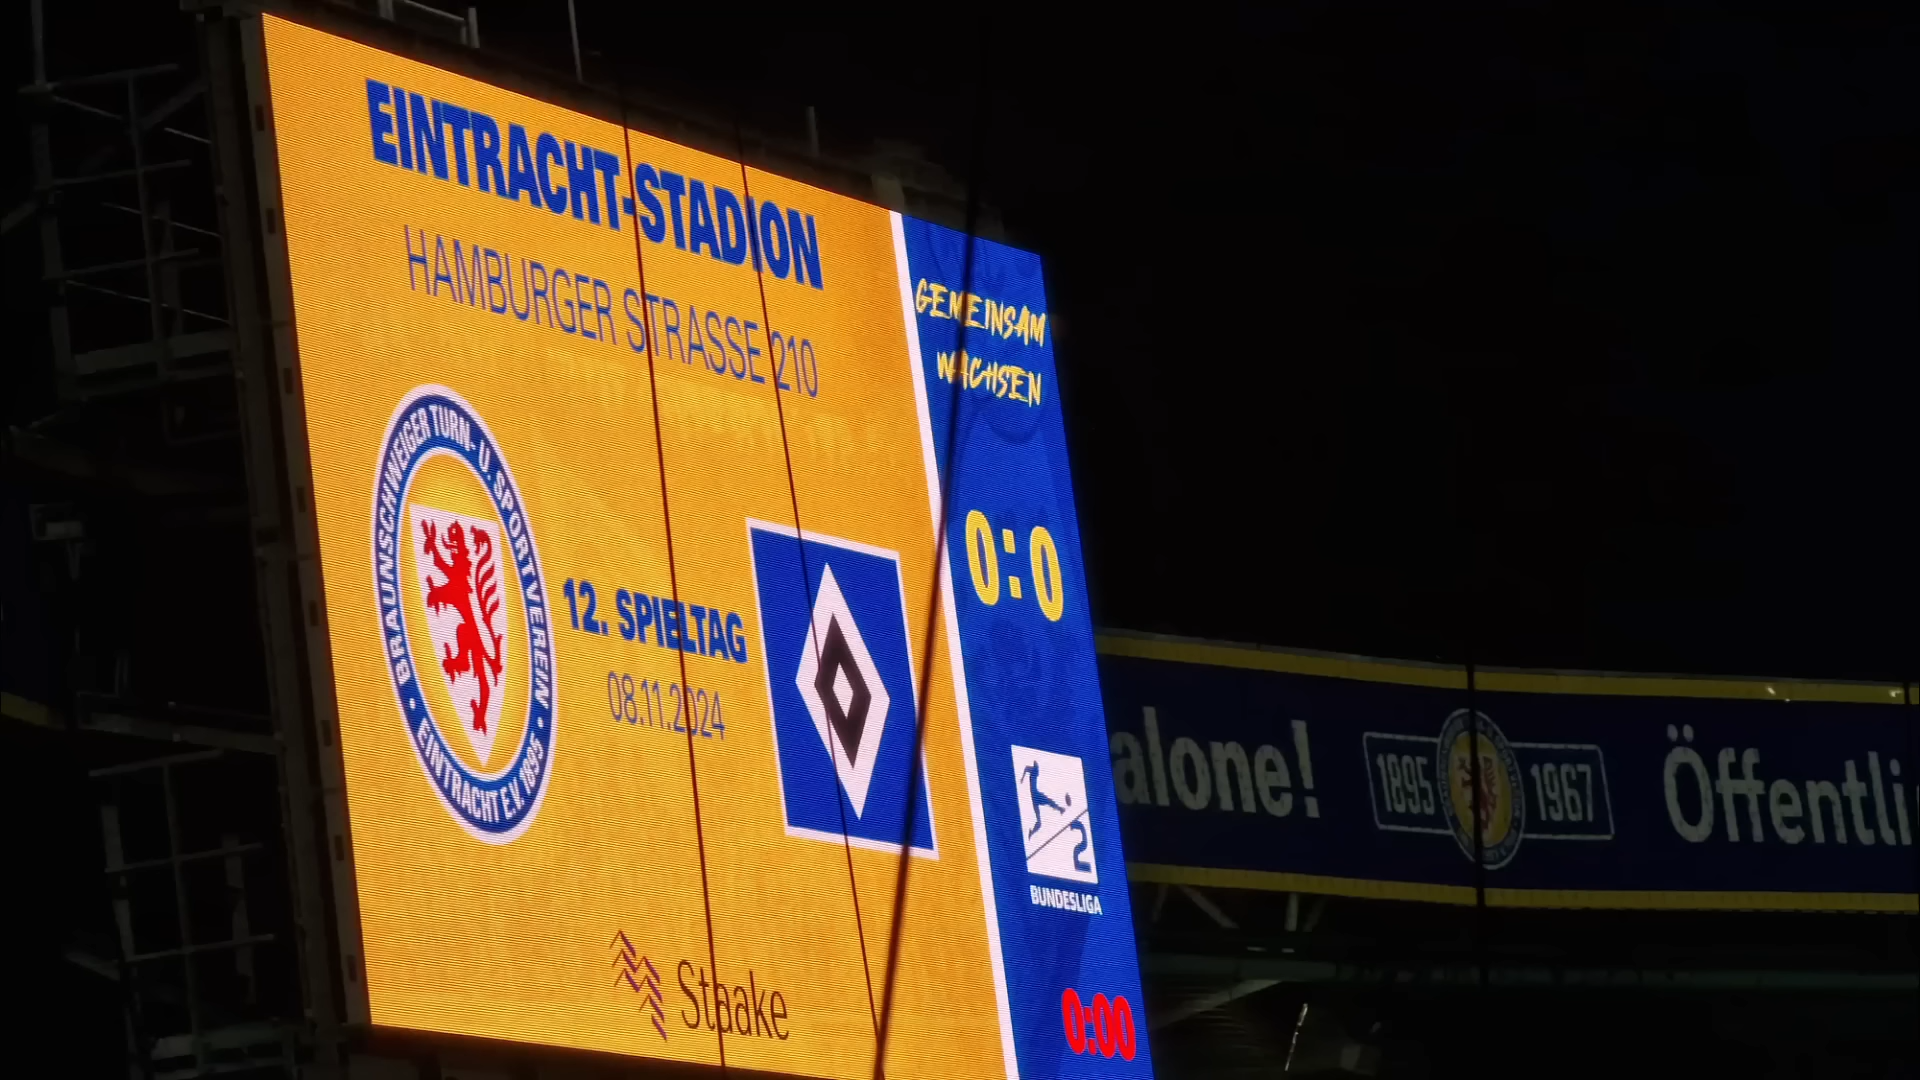 EINTRACHT-STADION
HAMBURGER STRASSE 210
GEMEINSAM
WACHSEN
BRAUNSCHWEIGER TURN- U. SPORTVEREIN • EINTRACHT E.V. 1895 •
12. SPIELTAG
08.11.2024
0:0
2
BUNDESLIGA
Staake
0:00
alone!
1895
1967
Öffentli